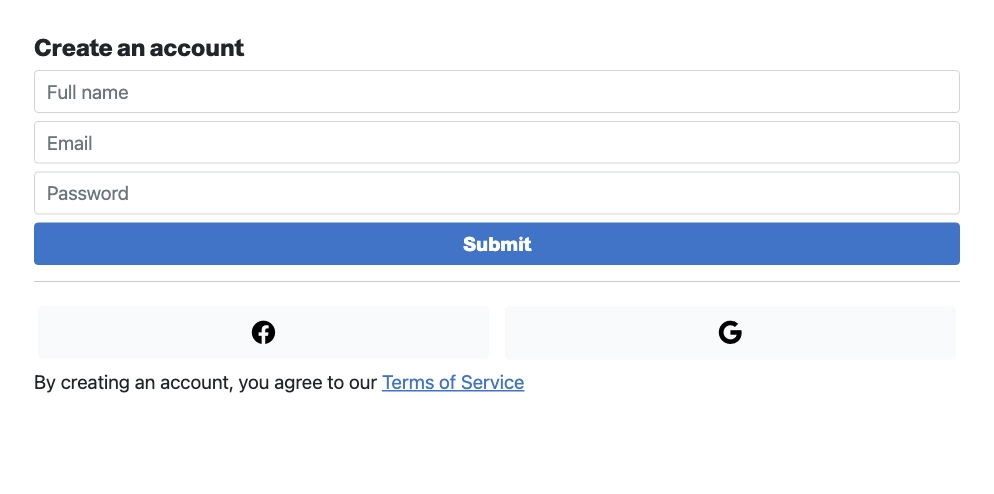 Create an account
Full name
Email
Password
Submit
By creating an account, you agree to our Terms of Service